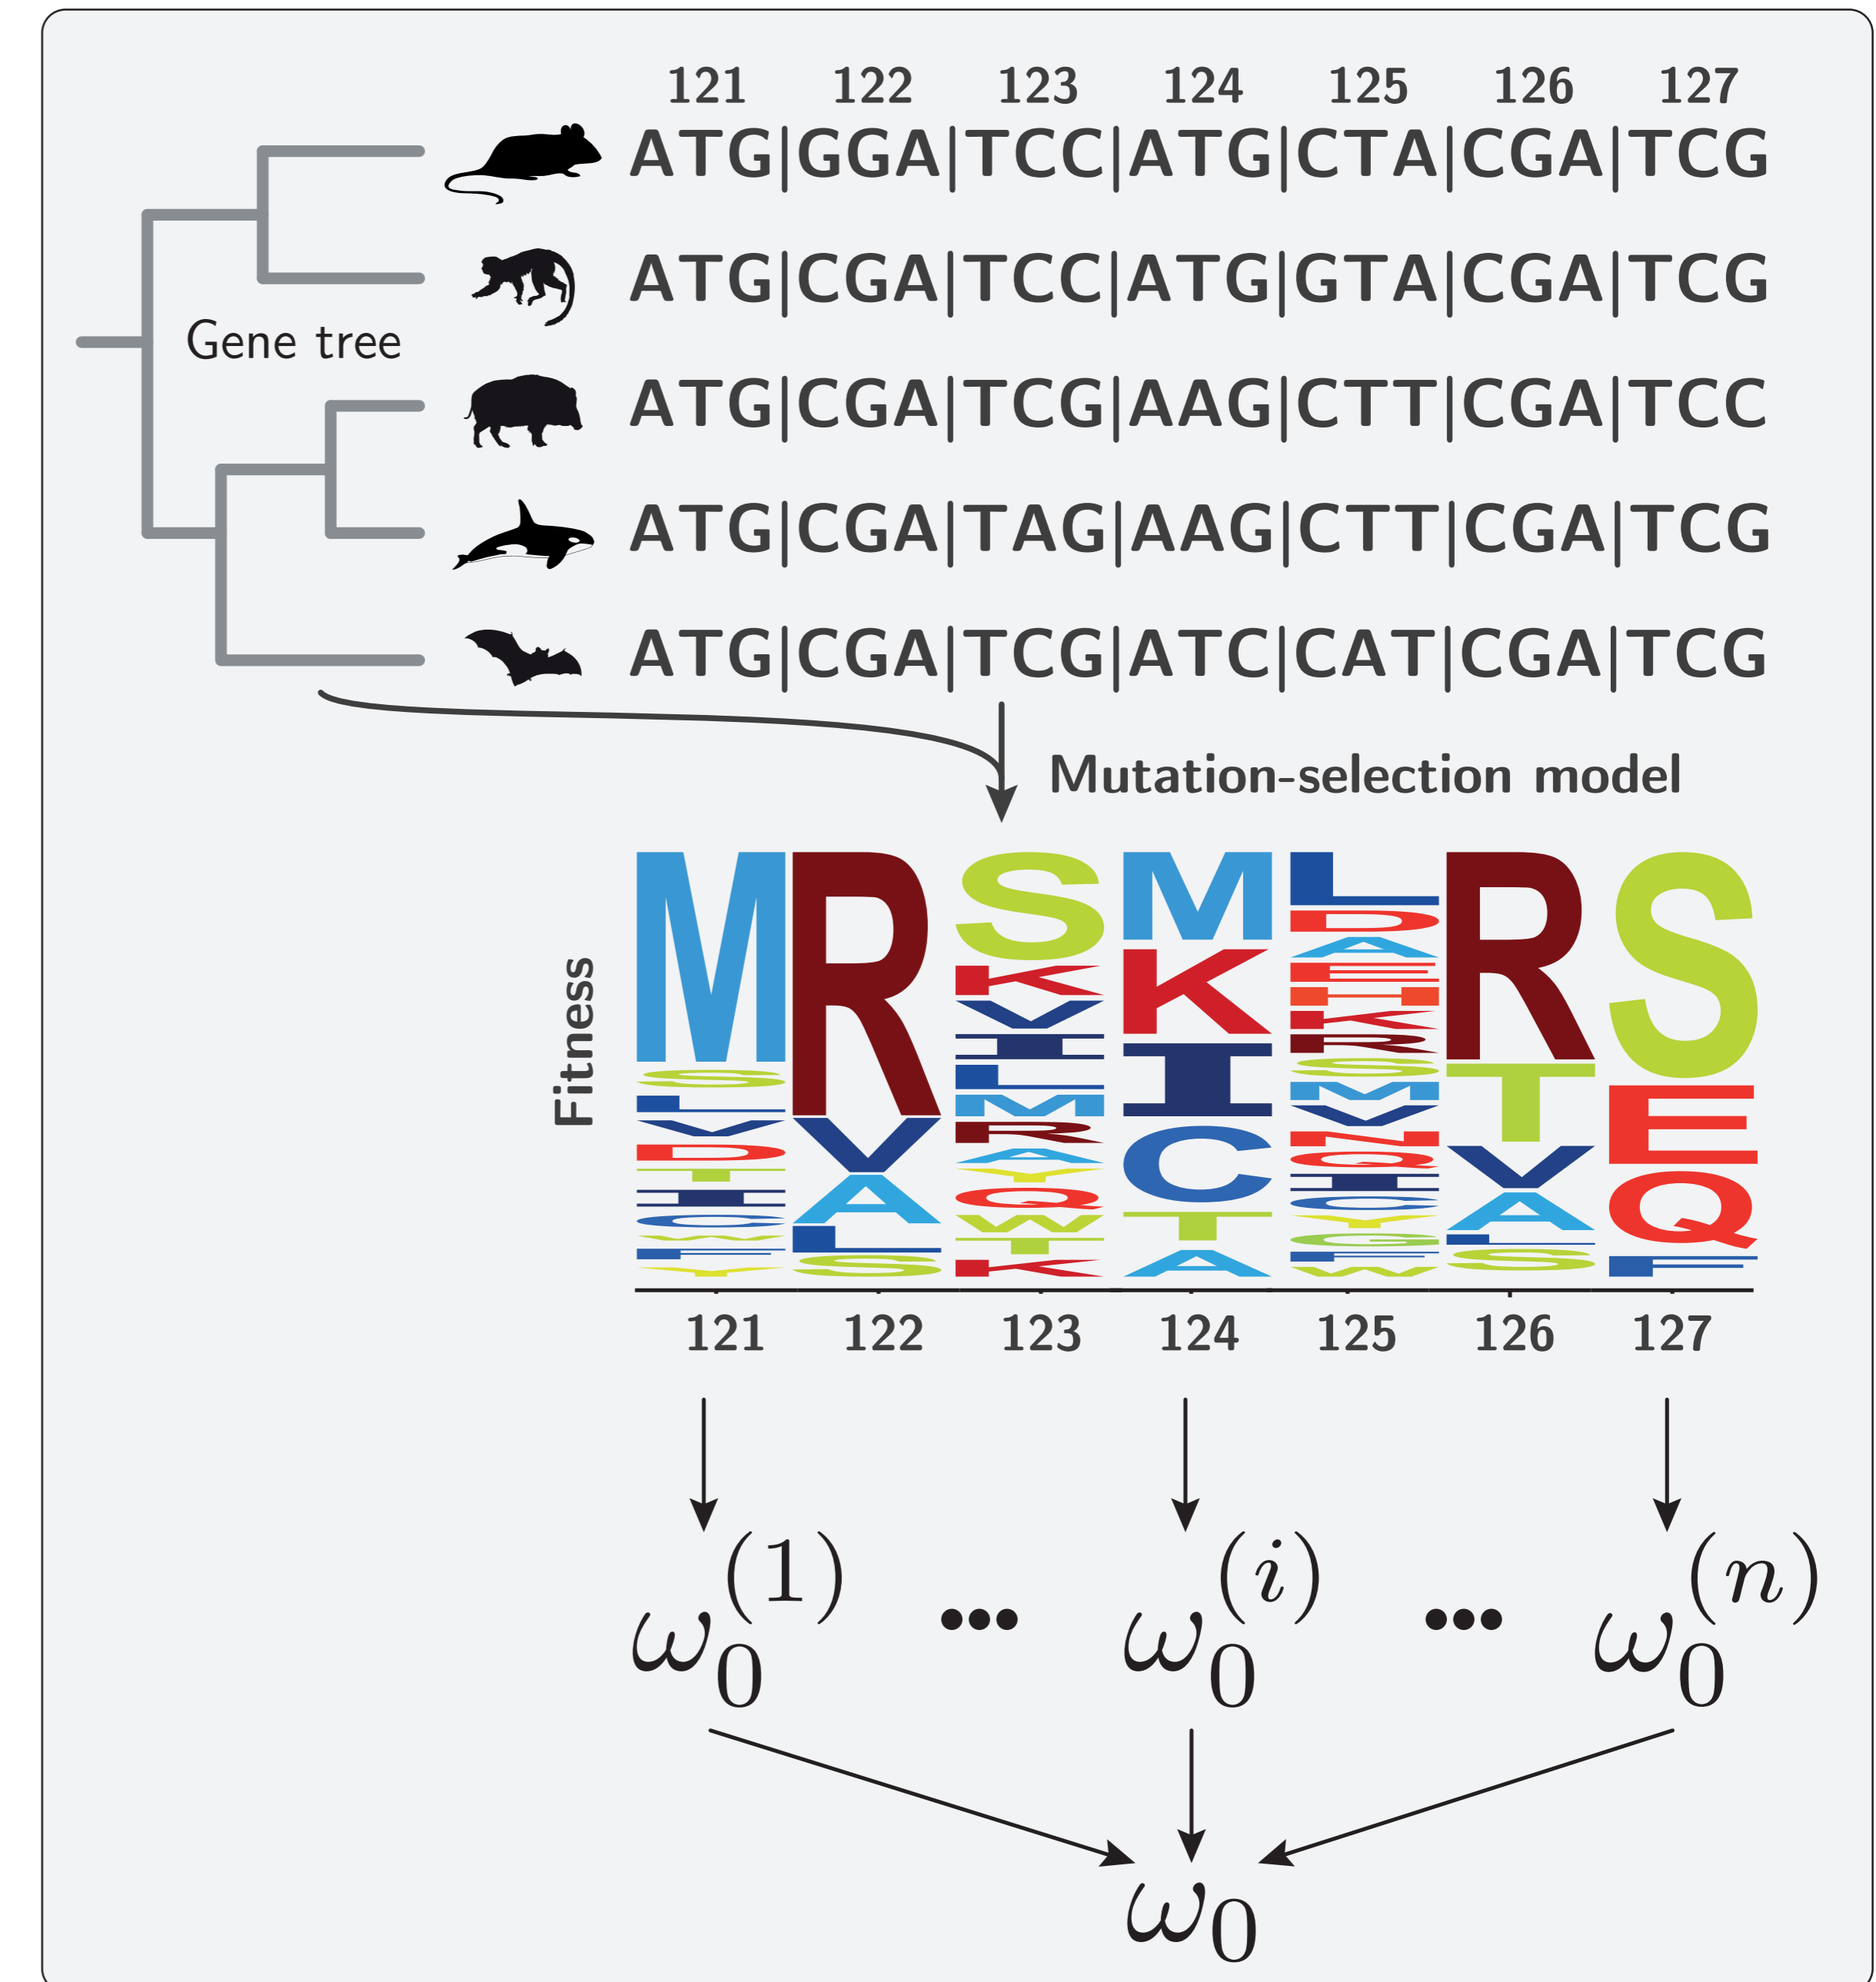 121 122 123 124 125 126 127
ATG|GGA|TCC|ATG|CTA|CGA|TCG
ATG|CGA|TCC|ATG|GTA|CGA|TCG
Gene tree
ATG|CGA|TCG|AAG|CTT|CGA|TCC
ATG|CGA|TAG|AAG|CTT|CGA|TCG
ATG|CGA|TCG|ATC|CAT|CGA|TCG
Mutation-selection model
Fitness
M S L V D T I C W F Y
R V A L S
S K V I L M R A Y Q W T K
M K I C T A
L D A E H K R S M V N Q I C Y G F W
R T V A L S
S E Q F
121 122 123 124 125 126 127
ω₀⁽¹⁾ ••• ω₀⁽ⁱ⁾ ••• ω₀⁽ⁿ⁾
ω₀